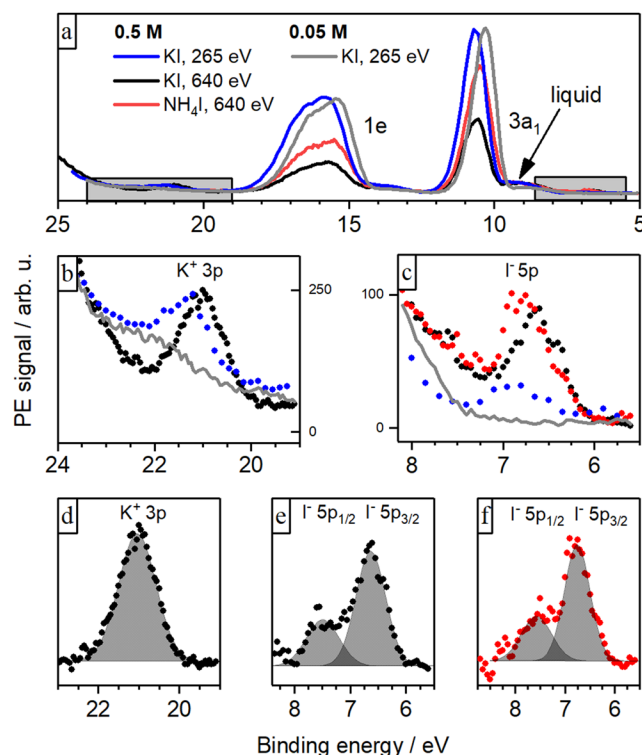 a
0.5 M 0.05 M
KI, 265 eV KI, 265 eV
KI, 640 eV
NH₄I, 640 eV
liquid
1e 3a₁
25 20 15 10 5
b K⁺ 3p
250
0
24 22 20
c I⁻ 5p
100
0
8 7 6
PE signal / arb. u.
d K⁺ 3p
22 20
e I⁻ 5p₁/₂ I⁻ 5p₃/₂
8 7 6
f I⁻ 5p₁/₂ I⁻ 5p₃/₂
8 7 6
Binding energy / eV